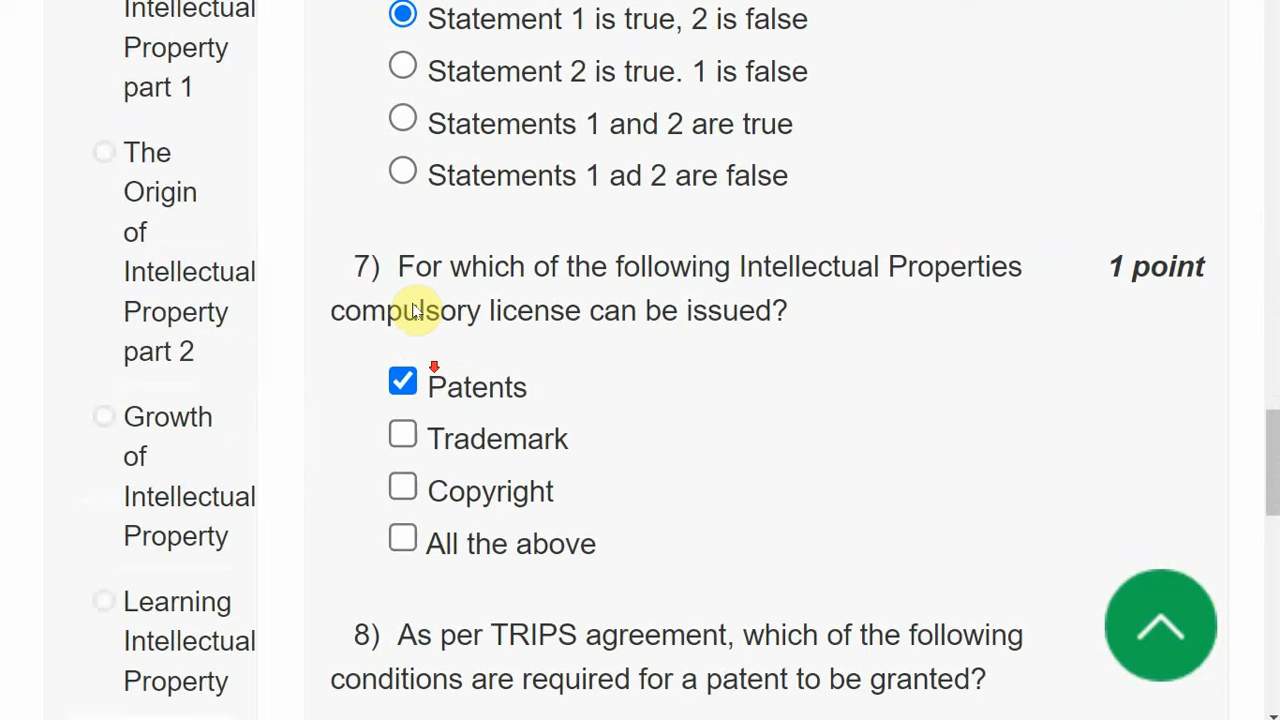 Intellectual
Property
part 1
The
Origin
of
Intellectual
Property
part 2
Growth
of
Intellectual
Property
Learning
Intellectual
Property
Statement 1 is true, 2 is false
Statement 2 is true. 1 is false
Statements 1 and 2 are true
Statements 1 ad 2 are false
7) For which of the following Intellectual Properties 1 point
compulsory license can be issued?
Patents
Trademark
Copyright
All the above
8) As per TRIPS agreement, which of the following
conditions are required for a patent to be granted?